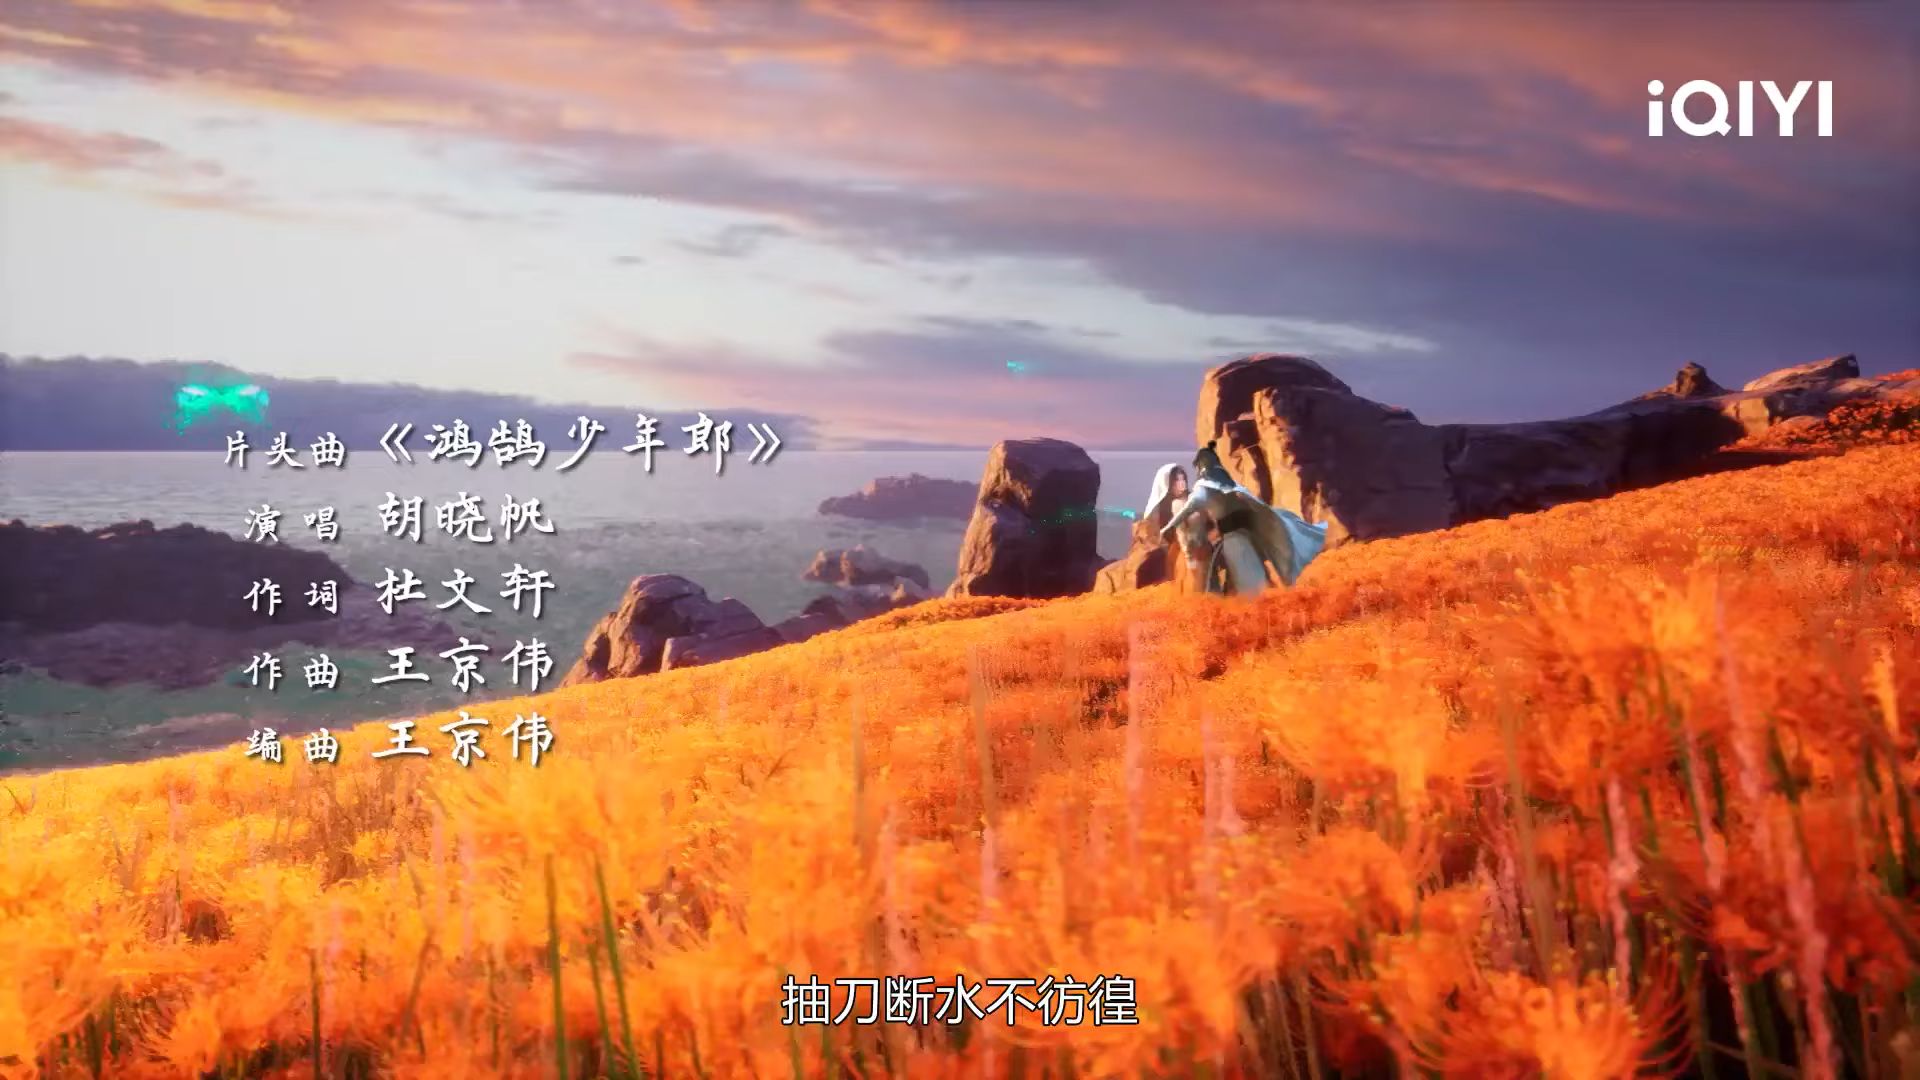 iQIYI
片头曲 《鸿鹄少年郎》
演唱 胡晓帆
作词 杜文轩
作曲 王京伟
编曲 王京伟
抽刀断水不彷徨